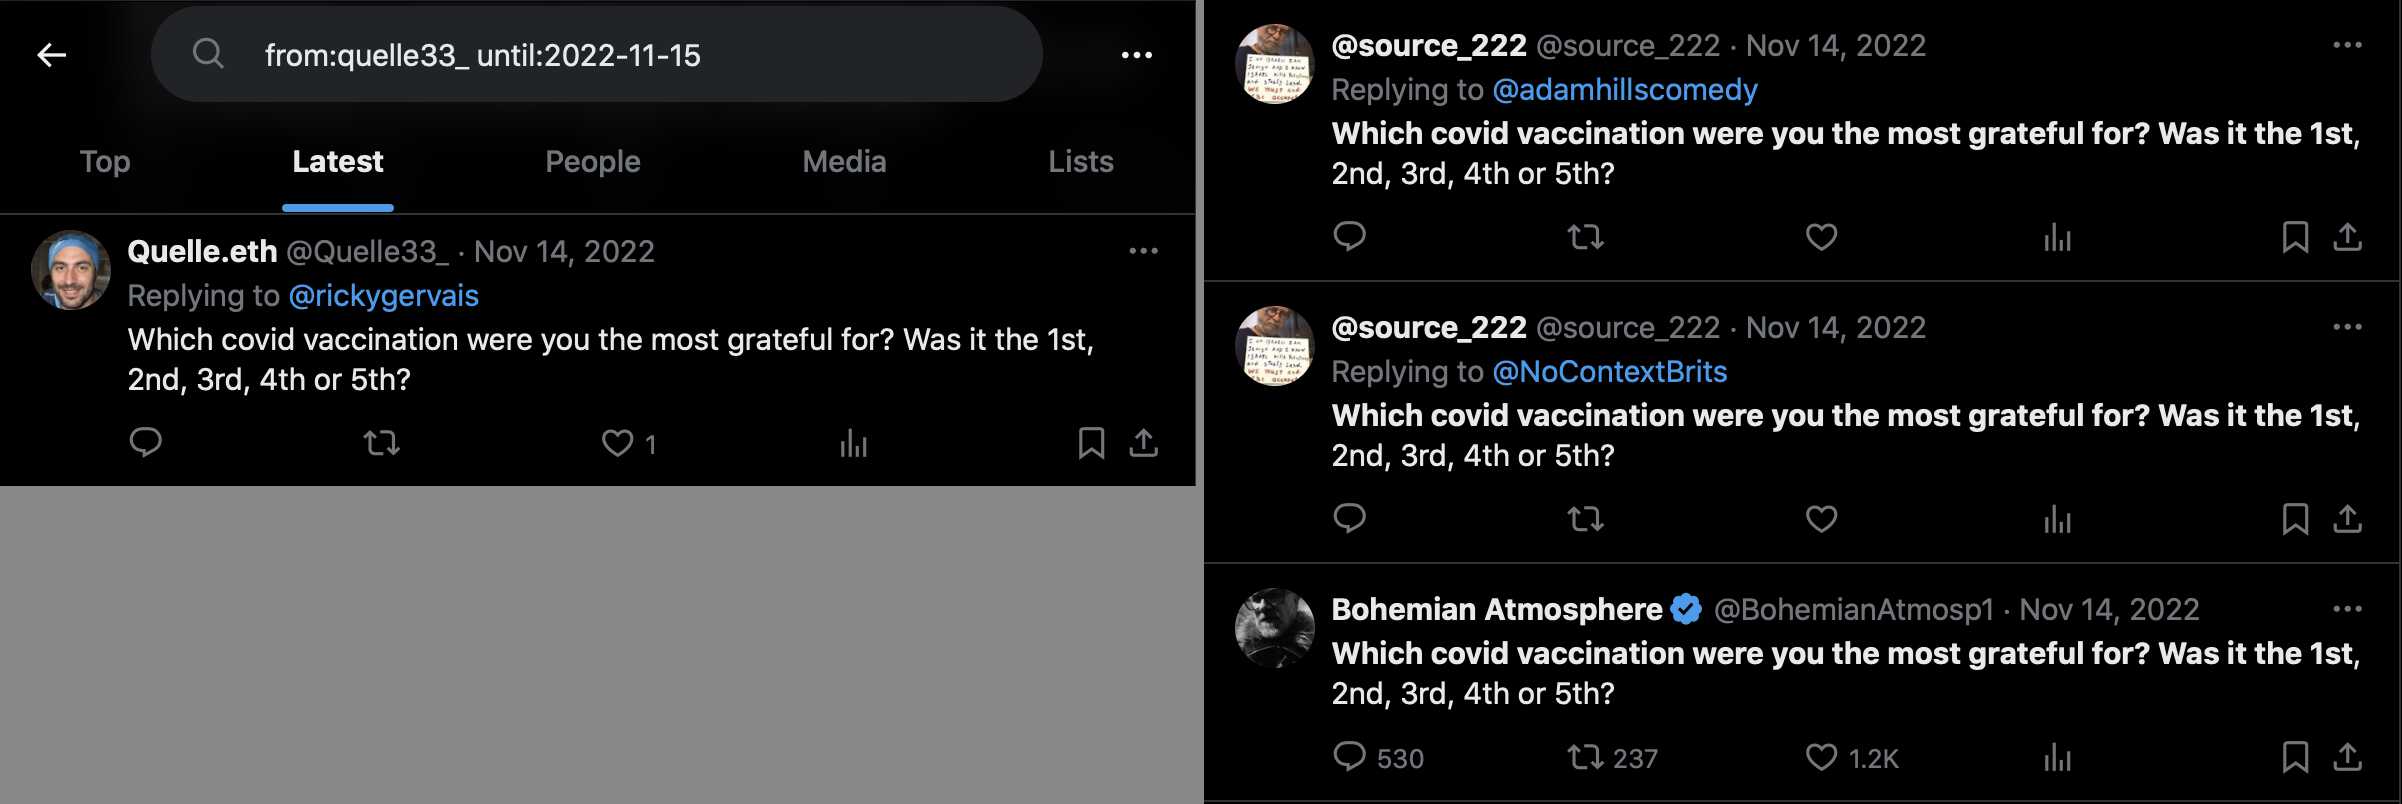 from:quelle33_ until:2022-11-15
Top Latest People Media Lists
Quelle.eth @Quelle33_ · Nov 14, 2022
Replying to @rickygervais
Which covid vaccination were you the most grateful for? Was it the 1st,
2nd, 3rd, 4th or 5th?
1
@source_222 @source_222 · Nov 14, 2022
Replying to @adamhillscomedy
Which covid vaccination were you the most grateful for? Was it the 1st,
2nd, 3rd, 4th or 5th?
@source_222 @source_222 · Nov 14, 2022
Replying to @NoContextBrits
Which covid vaccination were you the most grateful for? Was it the 1st,
2nd, 3rd, 4th or 5th?
Bohemian Atmosphere @BohemianAtmosp1 · Nov 14, 2022
Which covid vaccination were you the most grateful for? Was it the 1st,
2nd, 3rd, 4th or 5th?
530 237 1.2K